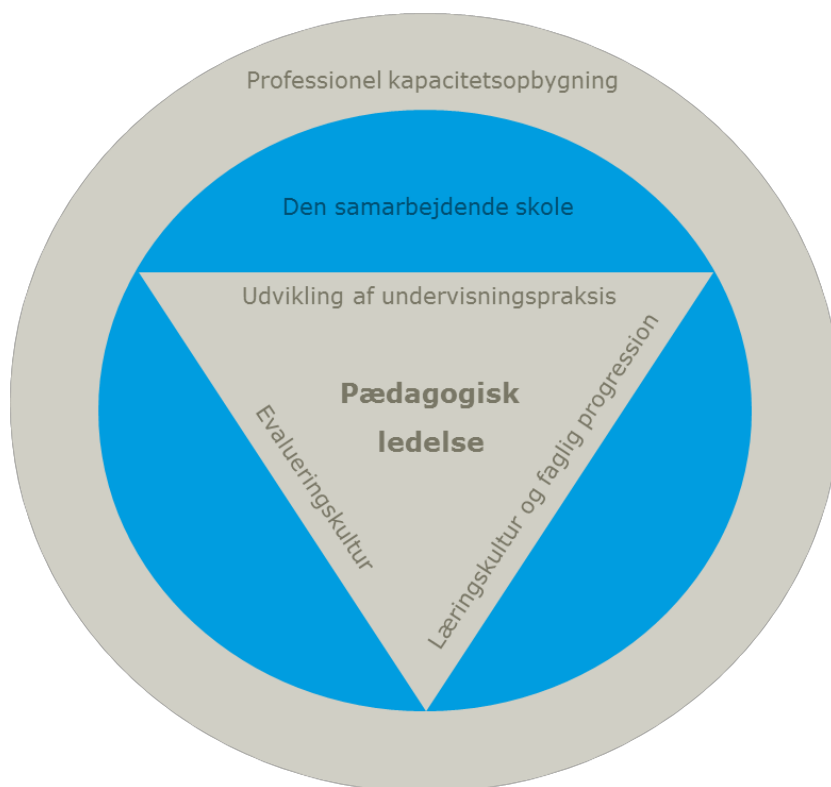 Professionel kapacitetsopbygning
Den samarbejdende skole
Udvikling af undervisningspraksis
Pædagogisk
ledelse
Evalueringskultur
Læringskultur og faglig progression